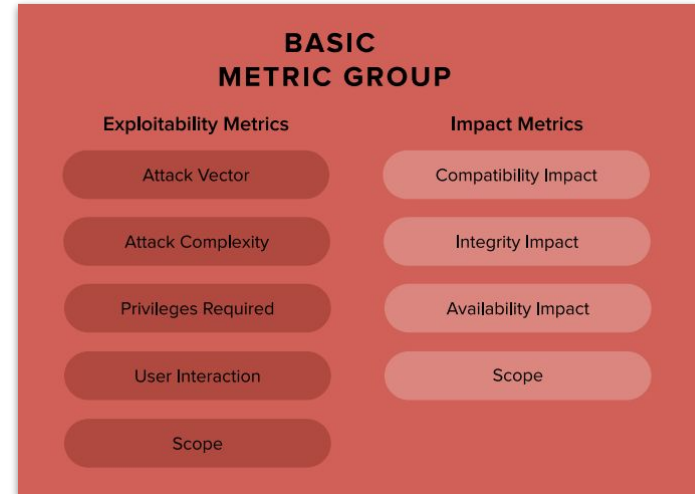 BASIC
METRIC GROUP
Exploitability Metrics
Attack Vector
Attack Complexity
Privileges Required
User Interaction
Scope
Impact Metrics
Compatibility Impact
Integrity Impact
Availability Impact
Scope